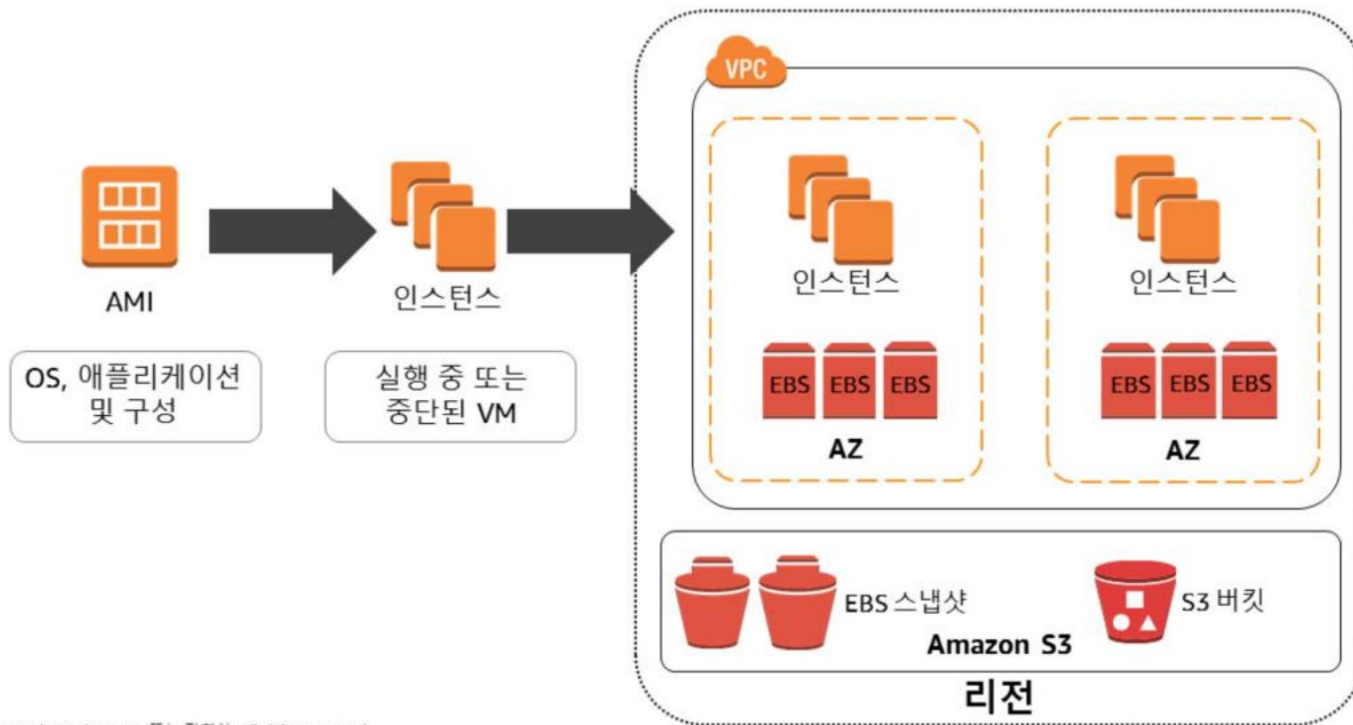 VPC
AMI
인스턴스
인스턴스
인스턴스
OS, 애플리케이션
및 구성
실행 중 또는
중단된 VM
EBS EBS EBS
EBS EBS EBS
AZ
AZ
EBS 스냅샷
S3 버킷
Amazon S3
리전